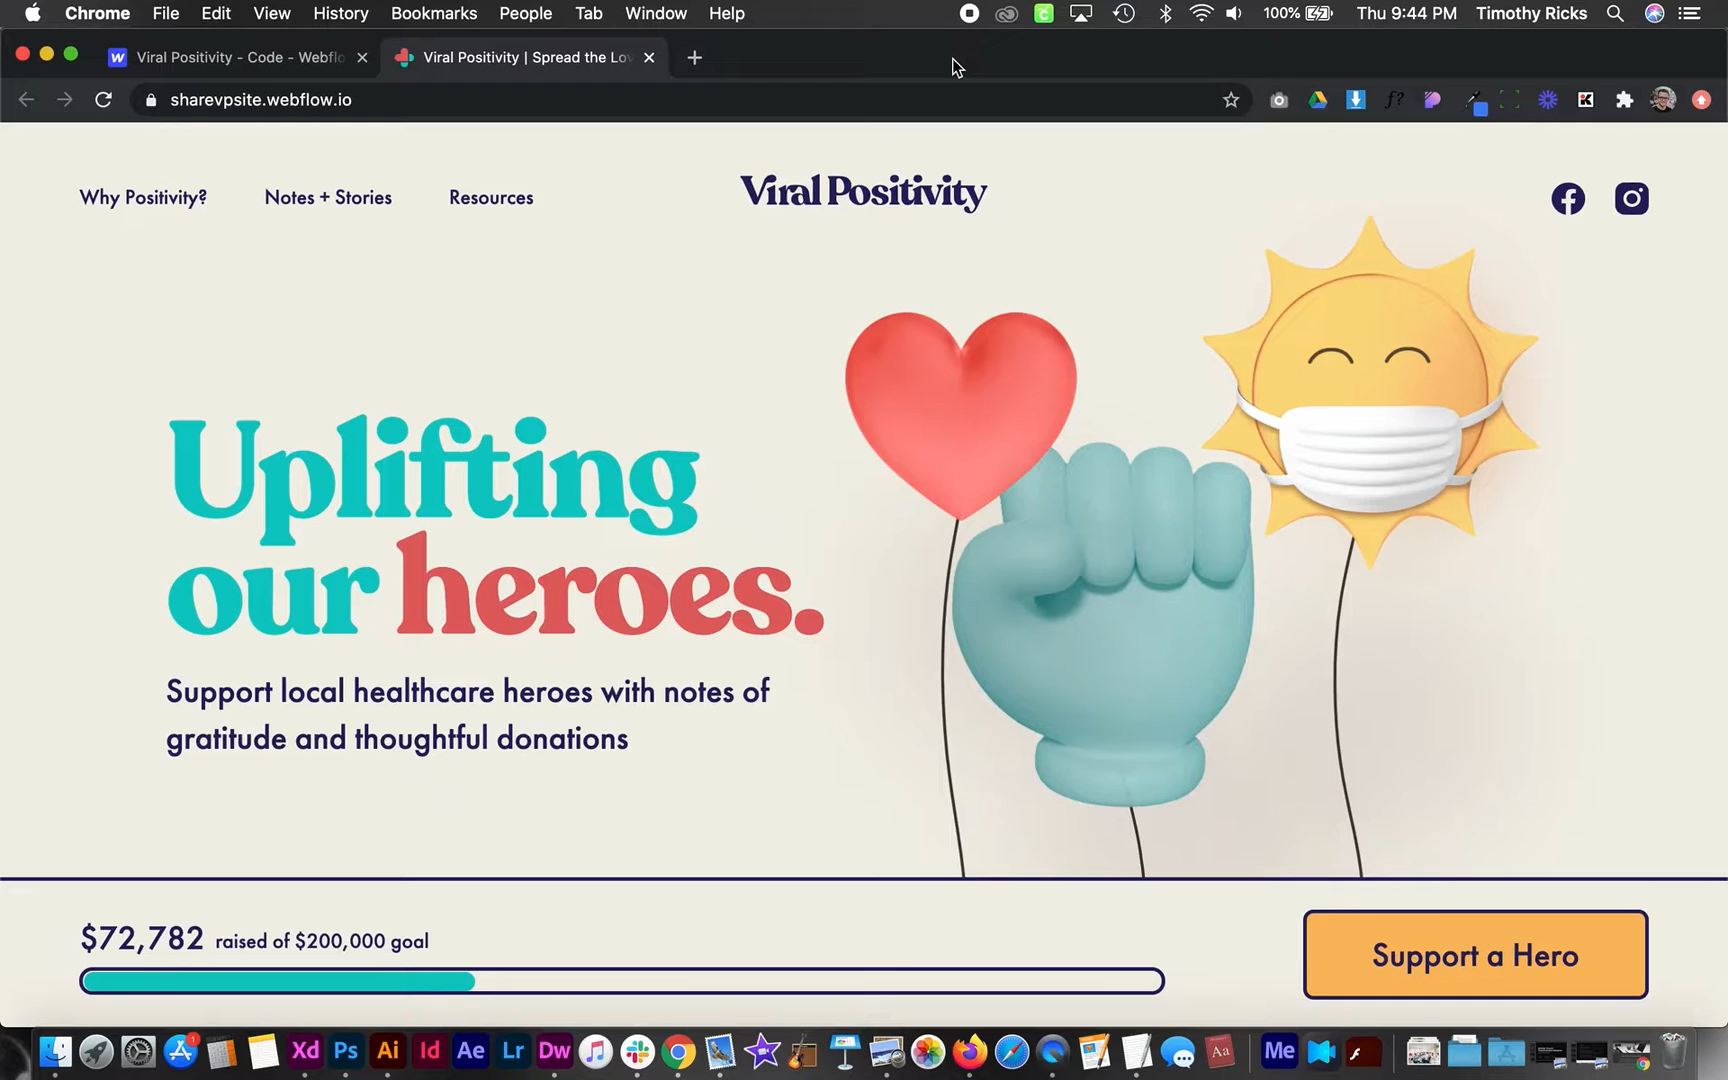 Chrome File Edit View History Bookmarks People Tab Window Help 100% Thu 9:44 PM Timothy Ricks
Viral Positivity - Code - Webflo
Viral Positivity | Spread the Lov
sharevpsite.webflow.io
f?
Why Positivity? Notes + Stories Resources
Viral Positivity
Uplifting
our heroes.
Support local healthcare heroes with notes of
gratitude and thoughtful donations
$72,782 raised of $200,000 goal
Support a Hero
1
Xd Ps Ai Id Ae Lr Dw Aa Me